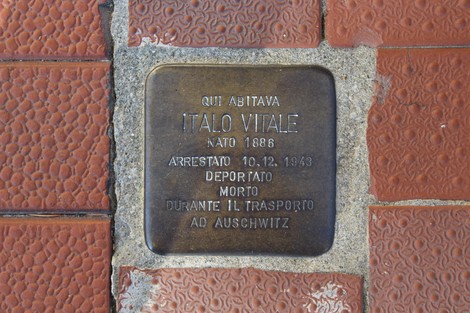 QUI ABITAVA
ITALO VITALE
NATO 1886
ARRESTATO 10.12.1943
DEPORTATO
MORTO
DURANTE IL TRASPORTO
AD AUSCHWITZ